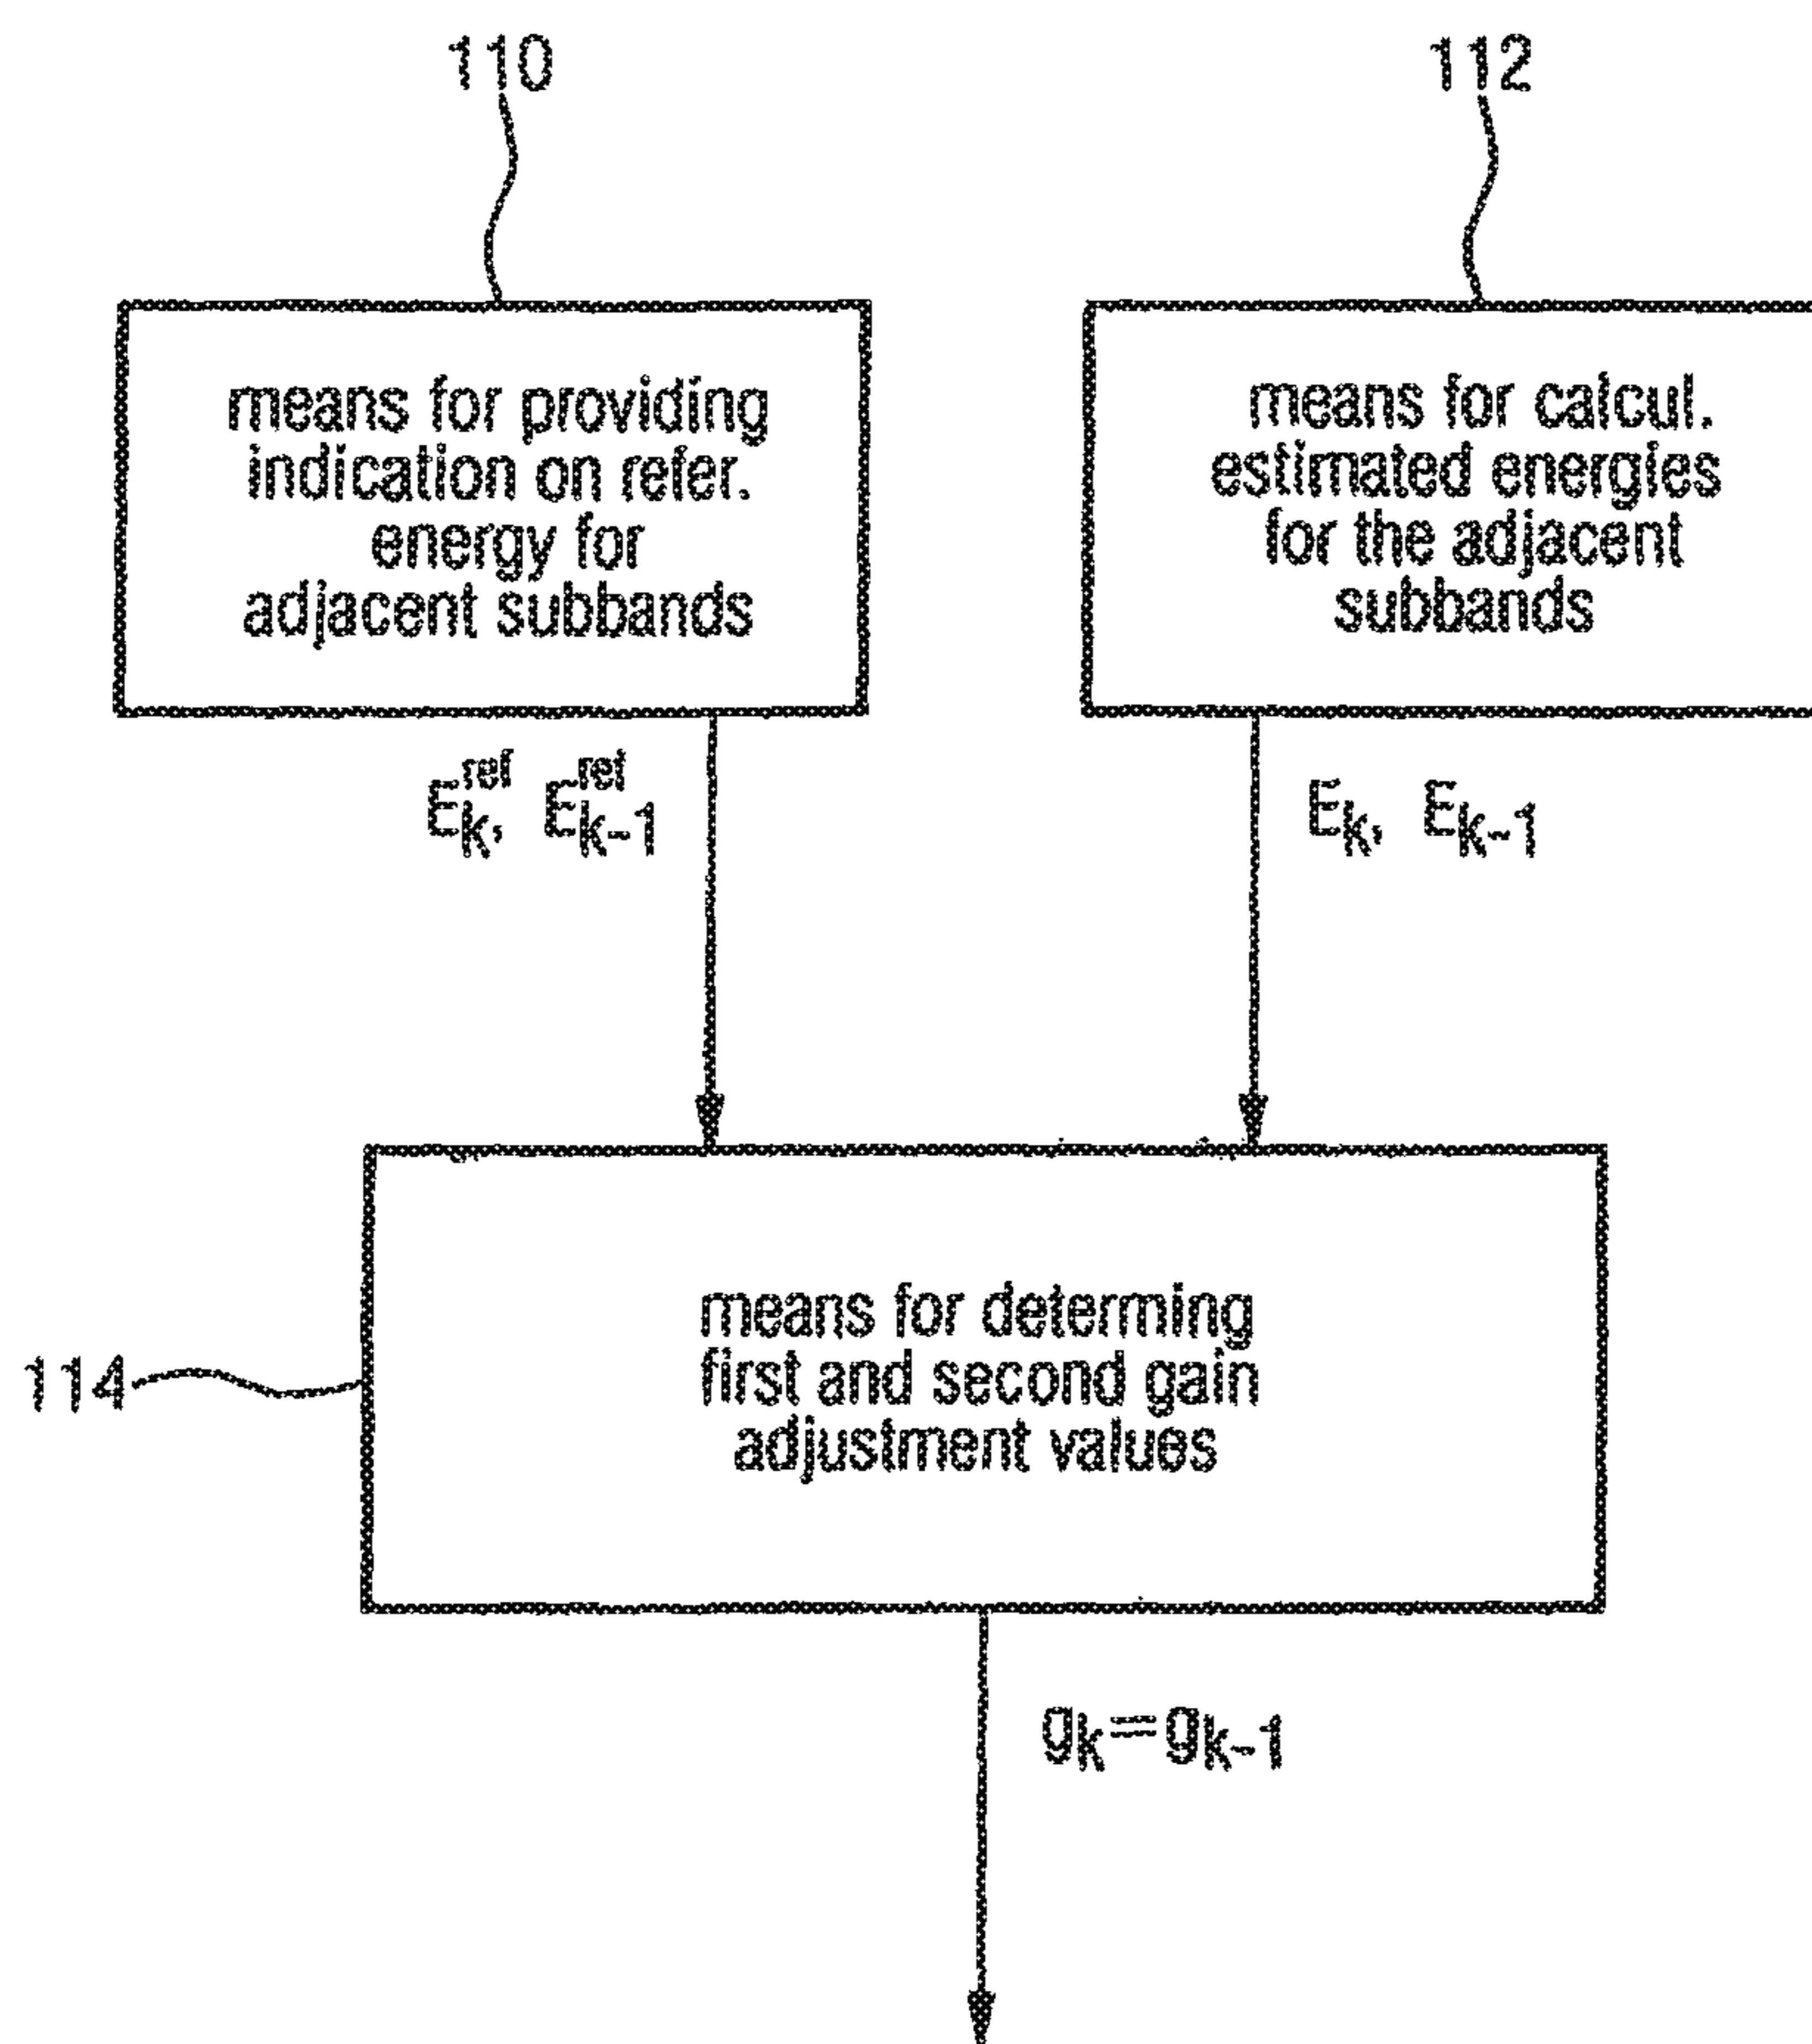 110
112
means for providing
indication on refer.
energy for
adjacent subbands
means for calcul.
estimated energies
for the adjacent
subbands
E_k^ref, E_k-1^ref
E_k, E_k-1
114
means for determing
first and second gain
adjustment values
g_k=g_k-1